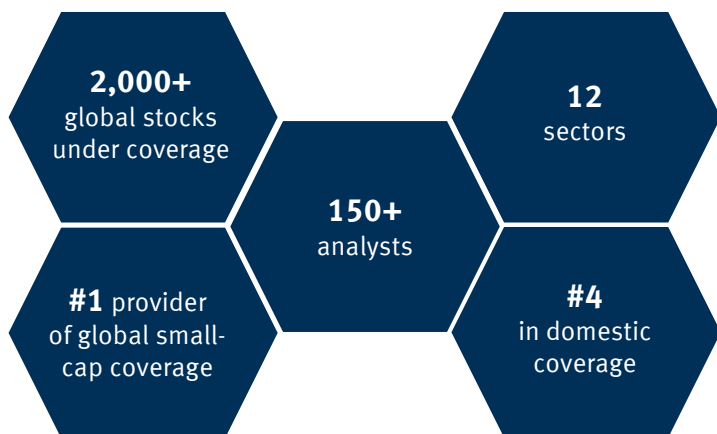 2,000+
global stocks
under coverage
12
sectors
150+
analysts
#1 provider
of global small-
cap coverage
#4
in domestic
coverage